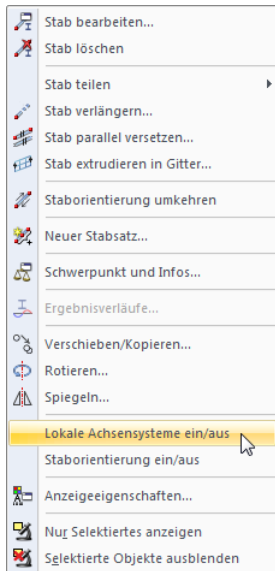 Stab bearbeiten...
Stab löschen
Stab teilen
Stab verlängern...
Stab parallel versetzen...
Stab extrudieren in Gitter...
Staborientierung umkehren
Neuer Stabsatz...
Schwerpunkt und Infos...
Ergebnisverläufe...
Verschieben/Kopieren...
Rotieren...
Spiegeln...
Lokale Achsensysteme ein/aus
Staborientierung ein/aus
Anzeigeeigenschaften...
Nur Selektiertes anzeigen
Selektierte Objekte ausblenden